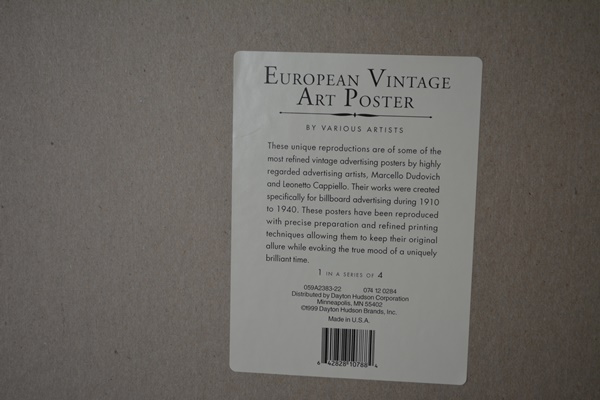 EUROPEAN VINTAGE
ART POSTER
BY VARIOUS ARTISTS
These unique reproductions are of some of the
most refined vintage advertising posters by highly
regarded advertising artists, Marcello Dudovich
and Leonetto Cappiello. Their works were created
specifically for billboard advertising during 1910
to 1940. These posters have been reproduced
with precise preparation and refined printing
techniques allowing them to keep their original
allure while evoking the true mood of a uniquely
brilliant time.
1 IN A SERIES OF 4
059A2383-22 074 12 0284
Distributed by Dayton Hudson Corporation
Minneapolis, MN 55402
©1999 Dayton Hudson Brands, Inc.
Made in U.S.A.
6 42828 10788 4